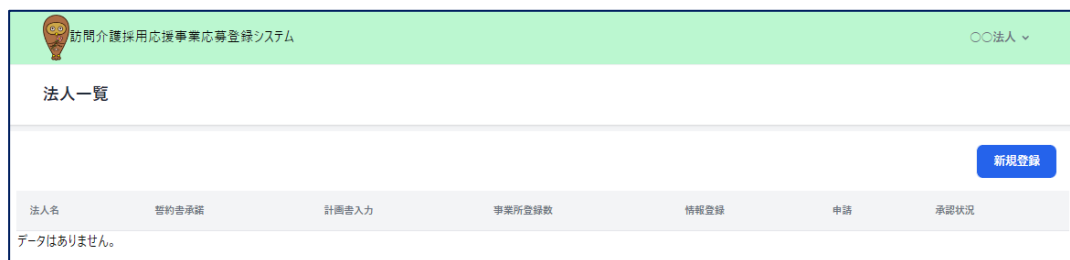 訪問介護採用応援事業応募登録システム ○○法人
法人一覧
新規登録
法人名 誓約書承諾 計画書入力 事業所登録数 情報登録 申請 承認状況
データはありません。